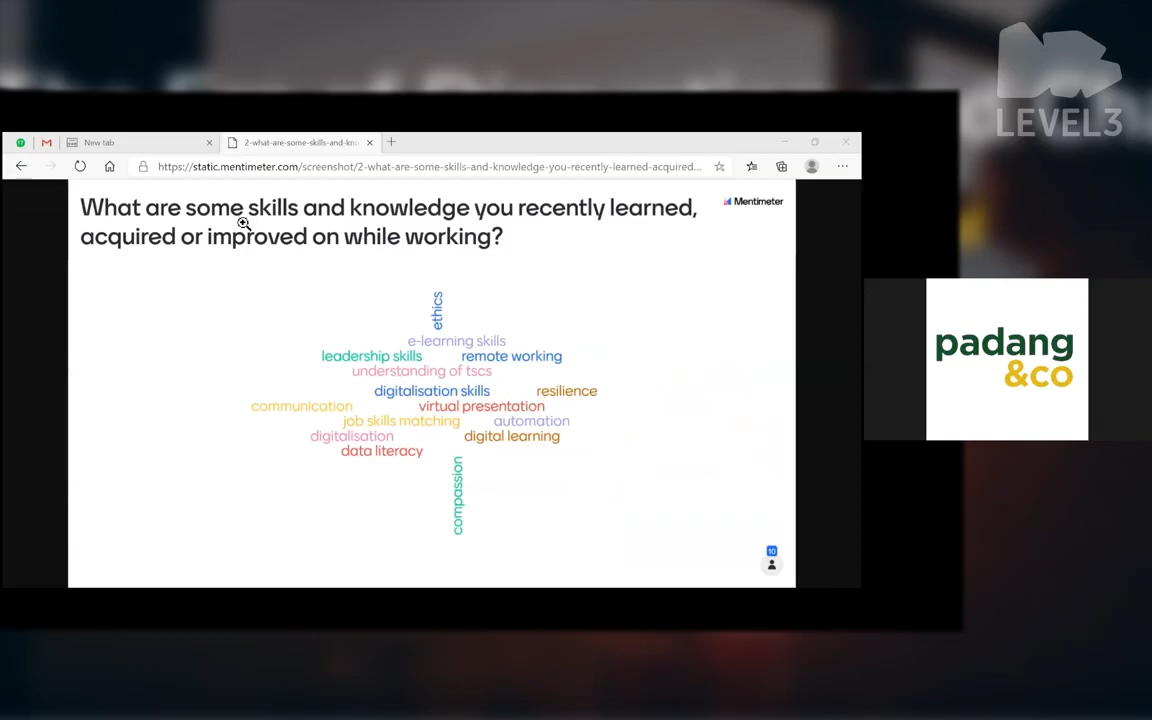 LEVEL3
New tab
2-what-are-some-skills-and-kno
https://static.mentimeter.com/screenshot/2-what-are-some-skills-and-knowledge-you-recently-learned-acquired...
What are some skills and knowledge you recently learned,
acquired or improved on while working?
Mentimeter
ethics
e-learning skills
leadership skills
remote working
understanding of tscs
digitalisation skills
resilience
communication
virtual presentation
job skills matching
automation
digitalisation
digital learning
data literacy
compassion
10
padang
&co